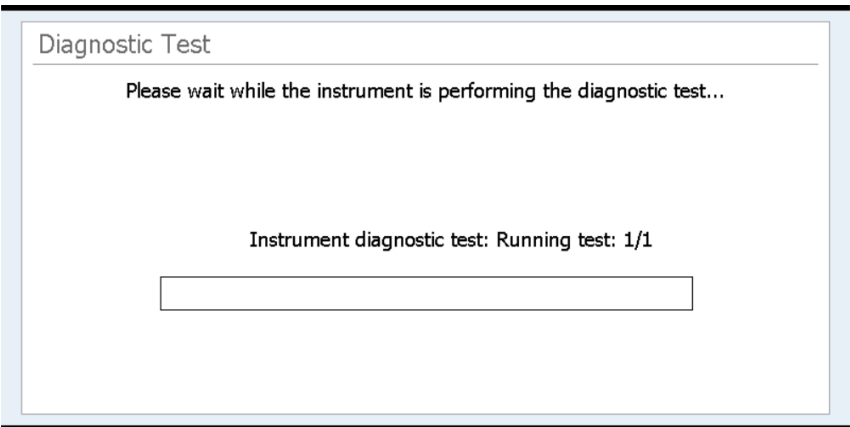 Diagnostic Test
Please wait while the instrument is performing the diagnostic test...
Instrument diagnostic test: Running test: 1/1